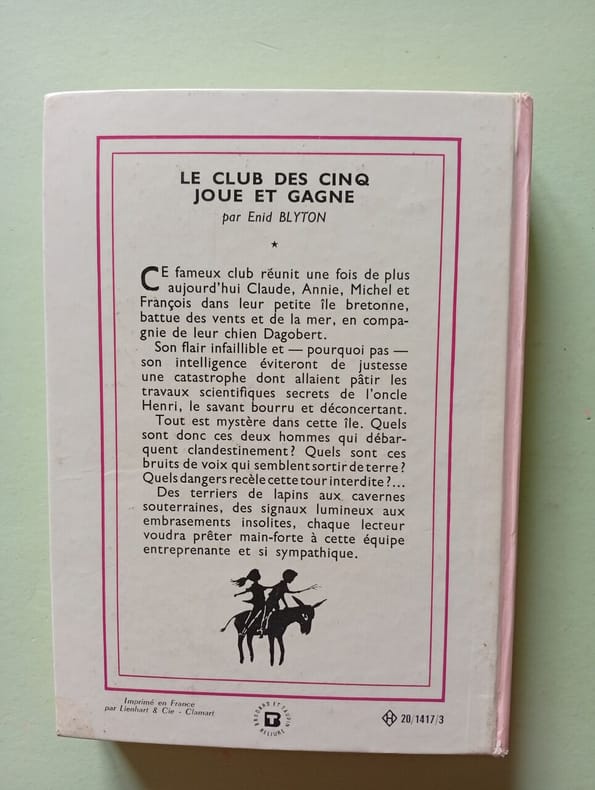 LE CLUB DES CINQ
JOUE ET GAGNE
par Enid BLYTON
★
CE fameux club réunit une fois de plus
aujourd'hui Claude, Annie, Michel et
François dans leur petite île bretonne,
battue des vents et de la mer, en compa-
gnie de leur chien Dagobert.
Son flair infaillible et — pourquoi pas —
son intelligence éviteront de justesse
une catastrophe dont allaient pâtir les
travaux scientifiques secrets de l'oncle
Henri, le savant bourru et déconcertant.
Tout est mystère dans cette île. Quels
sont donc ces deux hommes qui débar-
quent clandestinement? Quels sont ces
bruits de voix qui semblent sortir de terre?
Quels dangers recèle cette tour interdite?...
Des terriers de lapins aux cavernes
souterraines, des signaux lumineux aux
embrasements insolites, chaque lecteur
voudra prêter main-forte à cette équipe
entreprenante et si sympathique.
Imprimé en France
par Lienhart & Cie - Clamart
BRODARD ET TAUPIN
RELIURE
H 20/1417/3